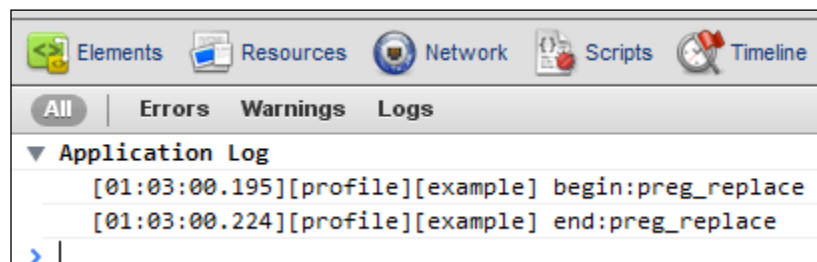 Elements Resources Network Scripts Timeline
All Errors Warnings Logs
▼ Application Log
[01:03:00.195][profile][example] begin:preg_replace
[01:03:00.224][profile][example] end:preg_replace
>